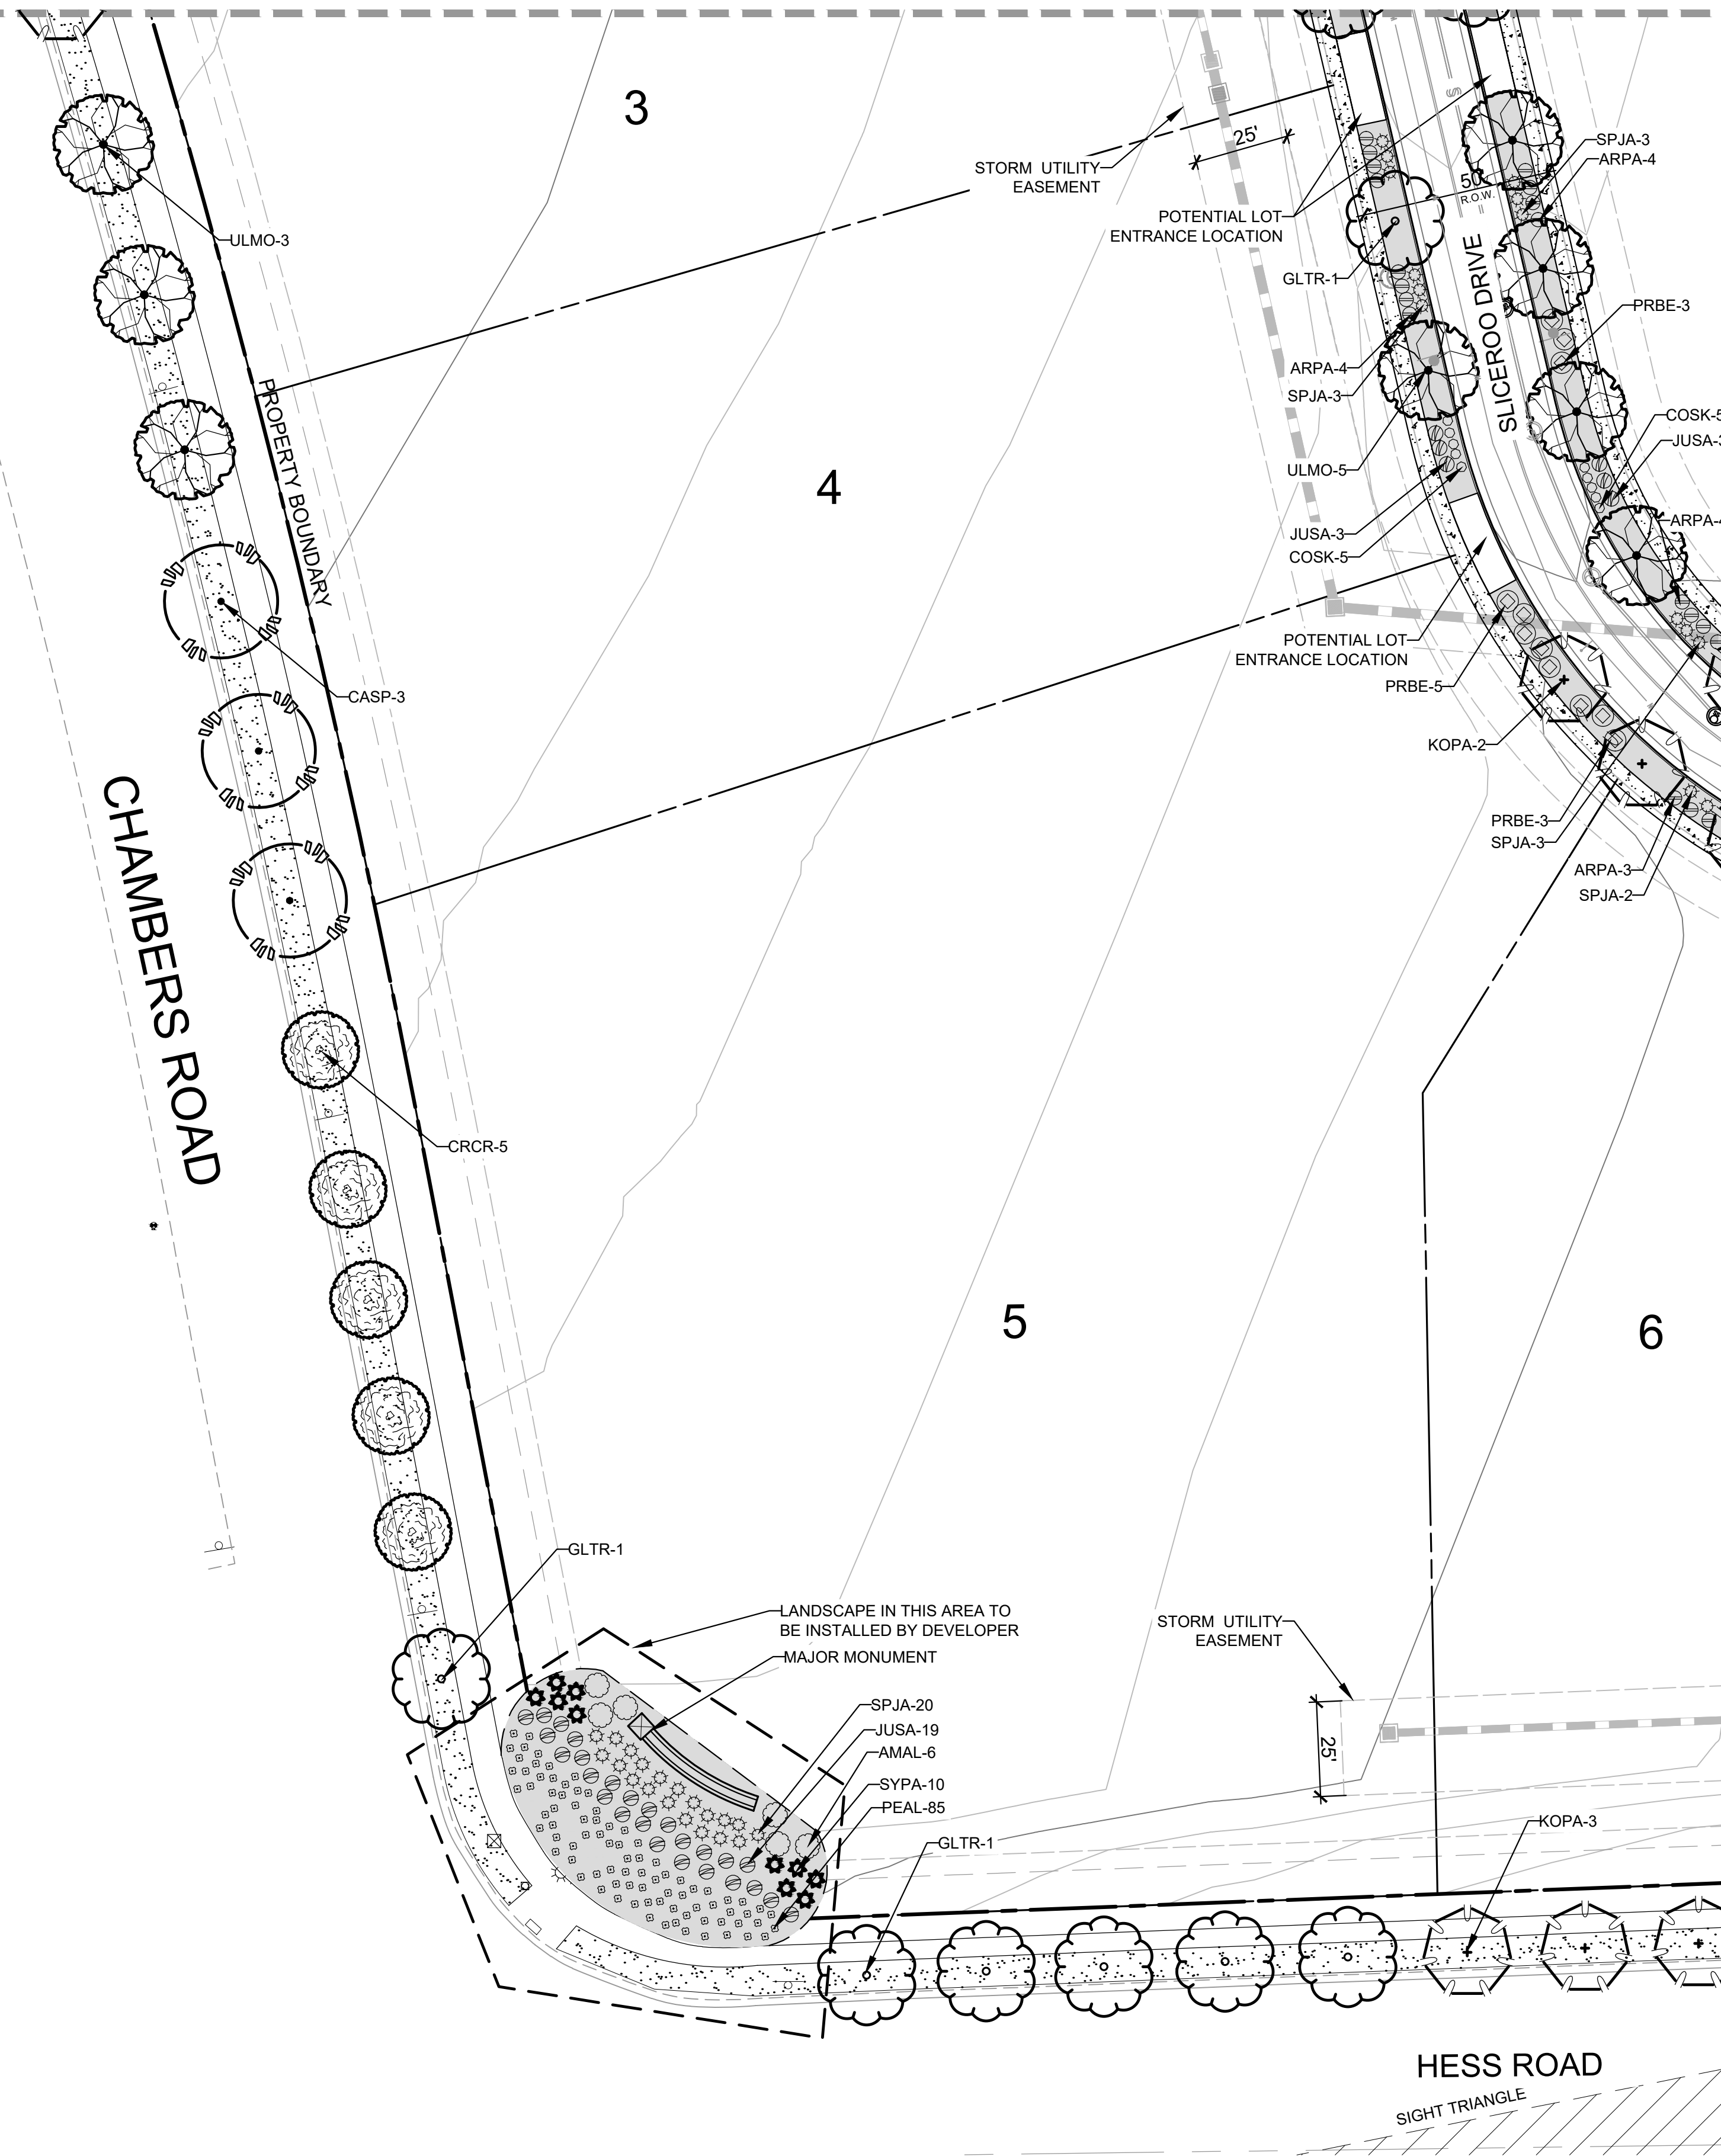 3
25'
STORM UTILITY
EASEMENT
SPJA-3
ARPA-4
50'
R.O.W.
POTENTIAL LOT
ENTRANCE LOCATION
ULMO-3
GLTR-1
SLICEROO DRIVE
PRBE-3
ARPA-4
SPJA-3
PROPERTY BOUNDARY
COSK-5
JUSA-3
ULMO-5
4
ARPA-4
JUSA-3
COSK-5
POTENTIAL LOT
ENTRANCE LOCATION
PRBE-5
CASP-3
KOPA-2
CHAMBERS ROAD
PRBE-3
SPJA-3
ARPA-3
SPJA-2
CRCR-5
5
6
GLTR-1
LANDSCAPE IN THIS AREA TO
BE INSTALLED BY DEVELOPER
MAJOR MONUMENT
STORM UTILITY
EASEMENT
SPJA-20
JUSA-19
AMAL-6
SYPA-10
PEAL-85
25'
GLTR-1
KOPA-3
HESS ROAD
SIGHT TRIANGLE